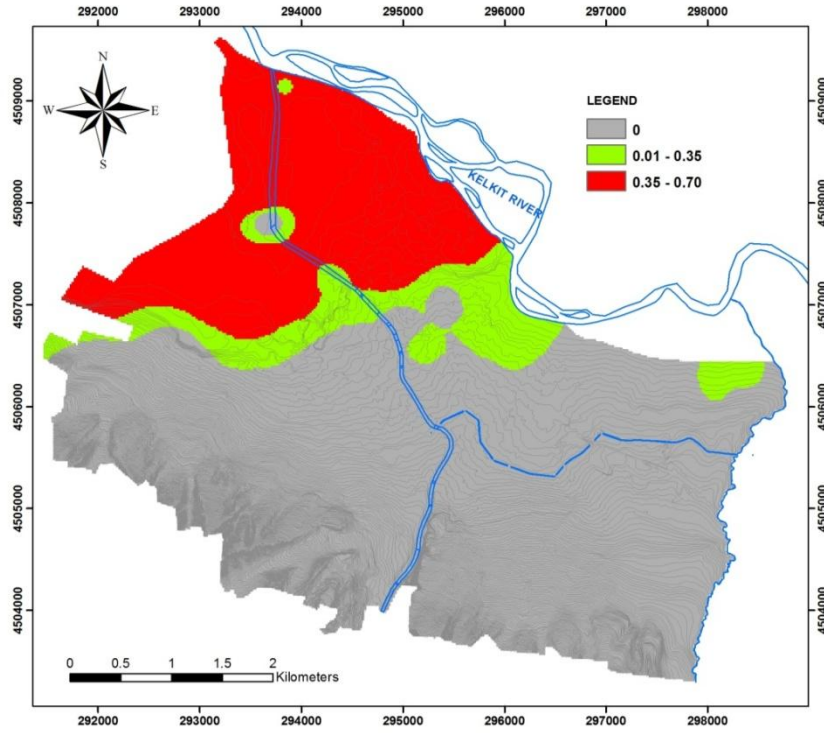 292000 293000 294000 295000 296000 297000 298000
N
W E
S
LEGEND
0
0.01 - 0.35
0.35 - 0.70
KELKIT RIVER
4509000 4509000
4508000 4508000
4507000 4507000
4506000 4506000
4505000 4505000
4504000 4504000
0 0.5 1 1.5 2
Kilometers
292000 293000 294000 295000 296000 297000 298000